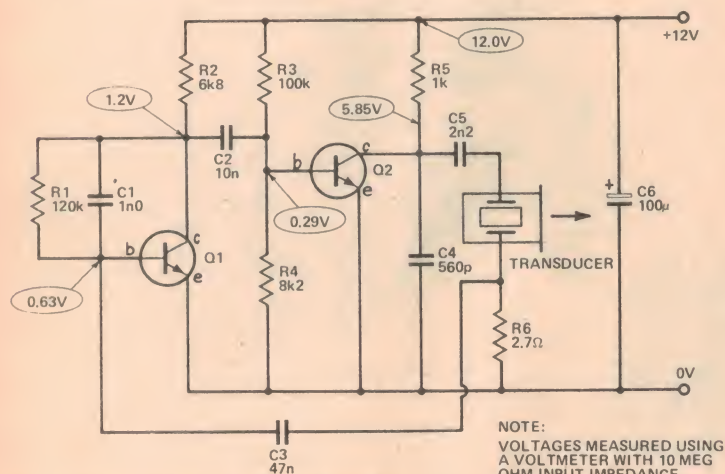 12.0V
+12V
R2
6k8
R3
100k
R5
1k
1.2V
5.85V
C5
2n2
C2
10n
R1
120k
C1
1n0
b
c
Q2
e
C6
100µ
+
0.29V
b
c
Q1
e
R4
8k2
C4
560p
TRANSDUCER
0.63V
R6
2.7Ω
0V
C3
47n
NOTE:
VOLTAGES MEASURED USING
A VOLTMETER WITH 10 MEG
OHM INPUT IMPEDANCE